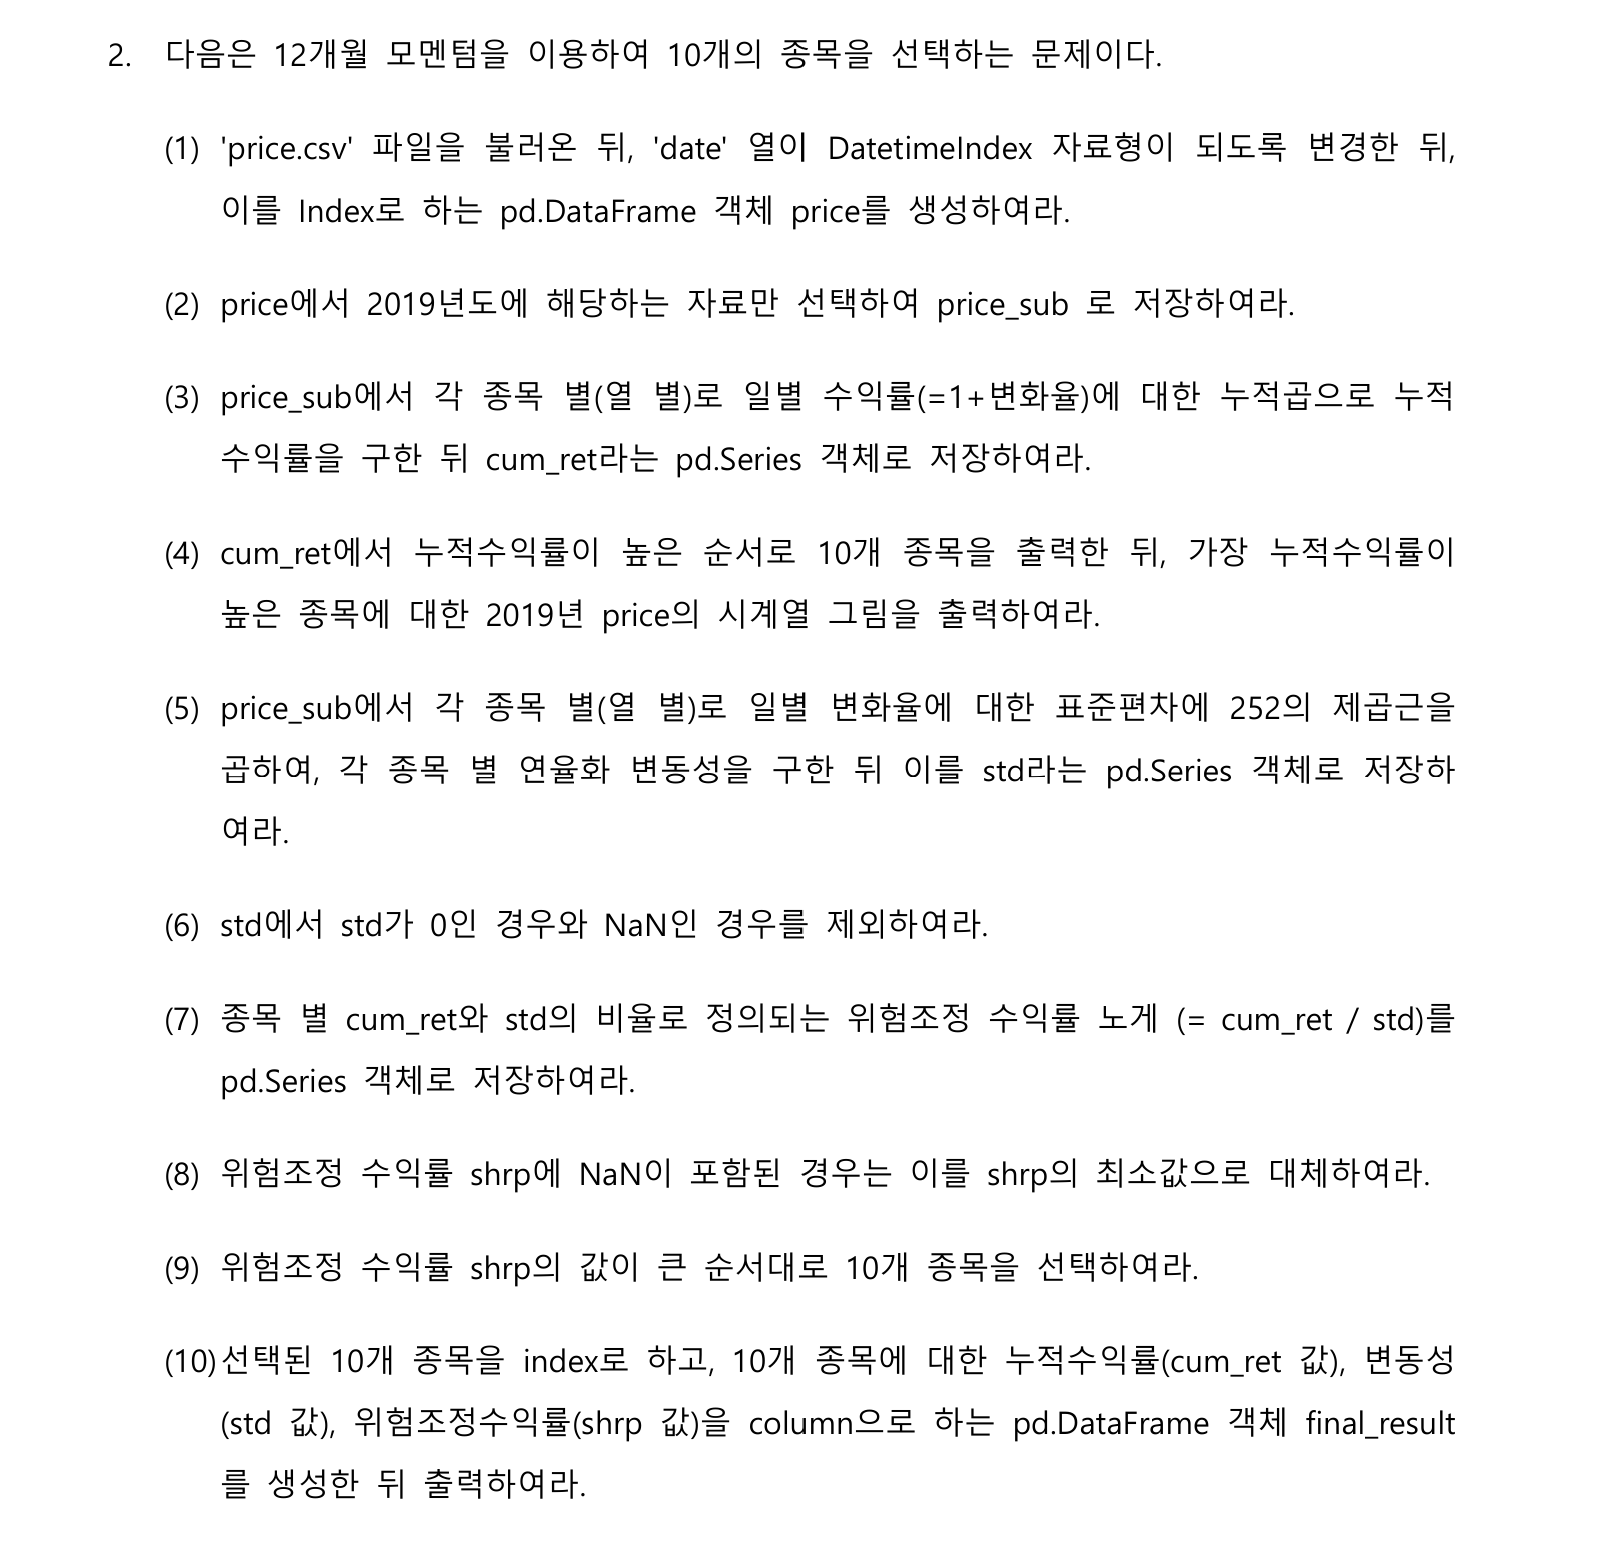 2. 다음은 12개월 모멘텀을 이용하여 10개의 종목을 선택하는 문제이다.
(1) 'price.csv' 파일을 불러온 뒤, 'date' 열이 DatetimeIndex 자료형이 되도록 변경한 뒤,
이를 Index로 하는 pd.DataFrame 객체 price를 생성하여라.
(2) price에서 2019년도에 해당하는 자료만 선택하여 price_sub 로 저장하여라.
(3) price_sub에서 각 종목 별(열 별)로 일별 수익률(=1+변화율)에 대한 누적곱으로 누적
수익률을 구한 뒤 cum_ret라는 pd.Series 객체로 저장하여라.
(4) cum_ret에서 누적수익률이 높은 순서로 10개 종목을 출력한 뒤, 가장 누적수익률이
높은 종목에 대한 2019년 price의 시계열 그림을 출력하여라.
(5) price_sub에서 각 종목 별(열 별)로 일별 변화율에 대한 표준편차에 252의 제곱근을
곱하여, 각 종목 별 연율화 변동성을 구한 뒤 이를 std라는 pd.Series 객체로 저장하
여라.
(6) std에서 std가 0인 경우와 NaN인 경우를 제외하여라.
(7) 종목 별 cum_ret와 std의 비율로 정의되는 위험조정 수익률 노게 (= cum_ret / std)를
pd.Series 객체로 저장하여라.
(8) 위험조정 수익률 shrp에 NaN이 포함된 경우는 이를 shrp의 최소값으로 대체하여라.
(9) 위험조정 수익률 shrp의 값이 큰 순서대로 10개 종목을 선택하여라.
(10) 선택된 10개 종목을 index로 하고, 10개 종목에 대한 누적수익률(cum_ret 값), 변동성
(std 값), 위험조정수익률(shrp 값)을 column으로 하는 pd.DataFrame 객체 final_result
를 생성한 뒤 출력하여라.